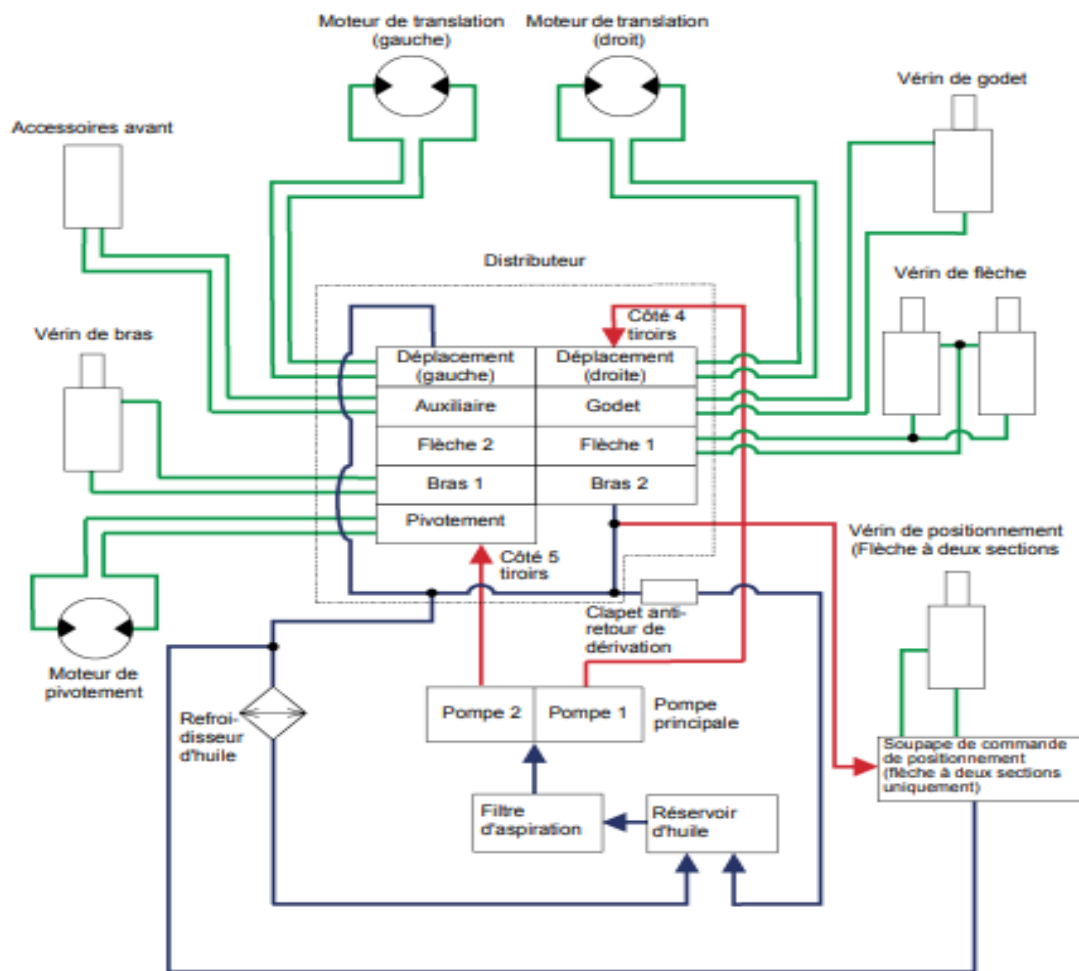 Moteur de translation
(gauche)
Moteur de translation
(droit)
Vérin de godet
Accessoires avant
Distributeur
Vérin de flèche
Côté 4
tiroirs
Vérin de bras
Déplacement
(gauche)
Déplacement
(droite)
Auxiliaire
Godet
Flèche 2
Flèche 1
Bras 1
Bras 2
Pivotement
Vérin de positionnement
(Flèche à deux sections
Côté 5
tiroirs
Clapet anti-
retour de
dérivation
Moteur de
pivotement
Refroi-
disseur
d'huile
Pompe 2
Pompe 1
Pompe
principale
Soupape de commande
de positionnement
(flèche à deux sections
uniquement)
Filtre
d'aspiration
Réservoir
d'huile